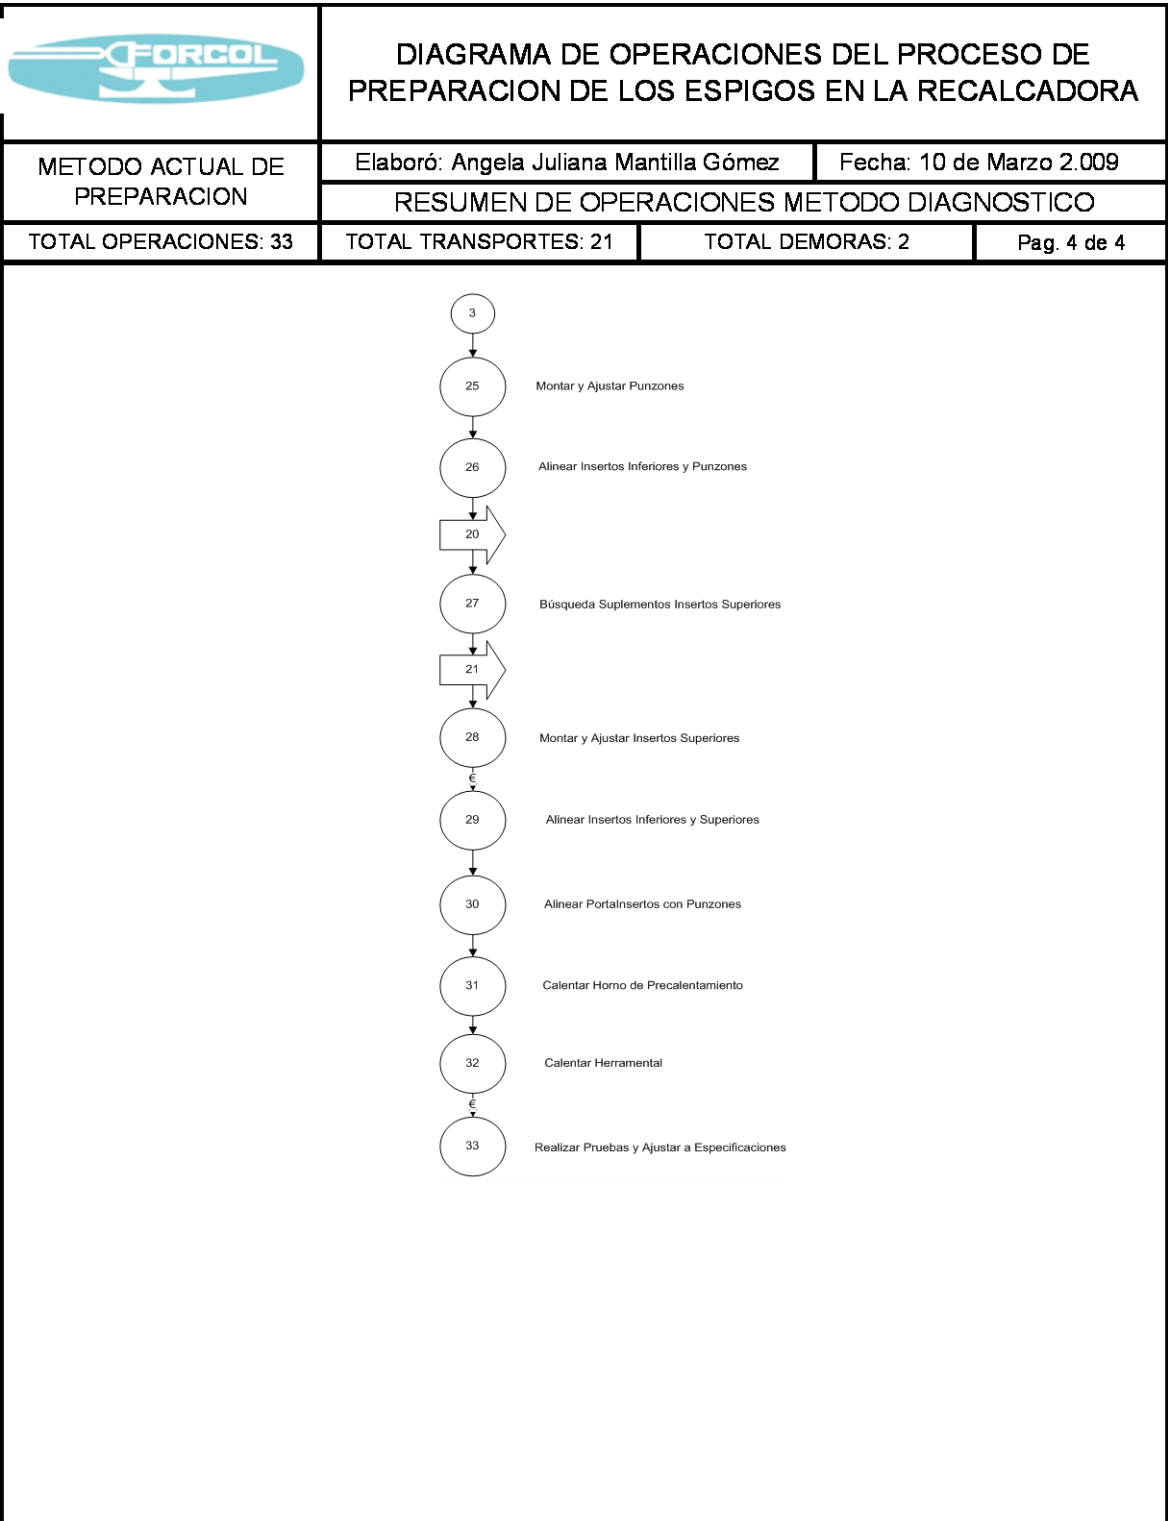 FORCOL
DIAGRAMA DE OPERACIONES DEL PROCESO DE
PREPARACION DE LOS ESPIGOS EN LA RECALCADORA
METODO ACTUAL DE
PREPARACION
Elaboró: Angela Juliana Mantilla Gómez
Fecha: 10 de Marzo 2.009
RESUMEN DE OPERACIONES METODO DIAGNOSTICO
TOTAL OPERACIONES: 33
TOTAL TRANSPORTES: 21
TOTAL DEMORAS: 2
Pag. 4 de 4
3
25
Montar y Ajustar Punzones
26
Alinear Insertos Inferiores y Punzones
20
27
Búsqueda Suplementos Insertos Superiores
21
28
Montar y Ajustar Insertos Superiores
€
29
Alinear Insertos Inferiores y Superiores
30
Alinear PortaInsertos con Punzones
31
Calentar Horno de Precalentamiento
32
Calentar Herramental
€
33
Realizar Pruebas y Ajustar a Especificaciones